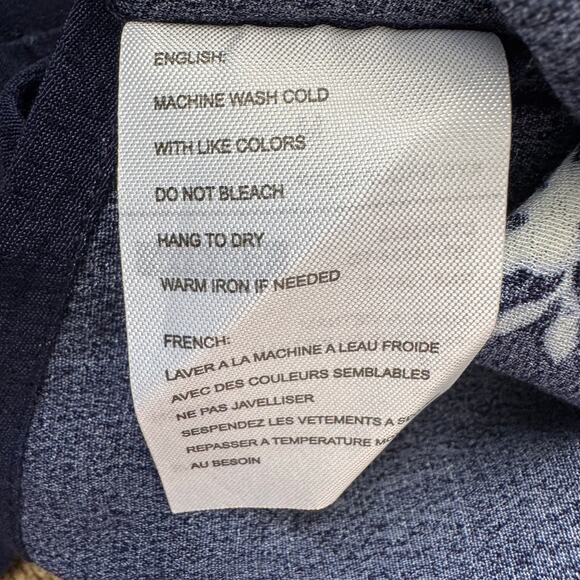 ENGLISH:
MACHINE WASH COLD
WITH LIKE COLORS
DO NOT BLEACH
HANG TO DRY
WARM IRON IF NEEDED
FRENCH:
LAVER A LA MACHINE A LEAU FROIDE
AVEC DES COULEURS SEMBLABLES
NE PAS JAVELLISER
SESPENDEZ LES VETEMENTS A
REPASSER A TEMPERATURE
AU BESOIN